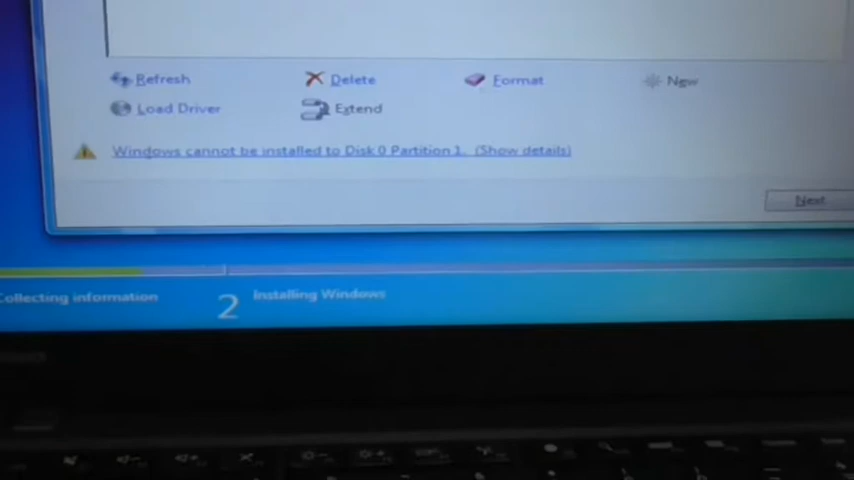 Refresh
Delete
Format
New
Load Driver
Extend
Windows cannot be installed to Disk 0 Partition 1. (Show details)
Next
Collecting information
2 Installing Windows